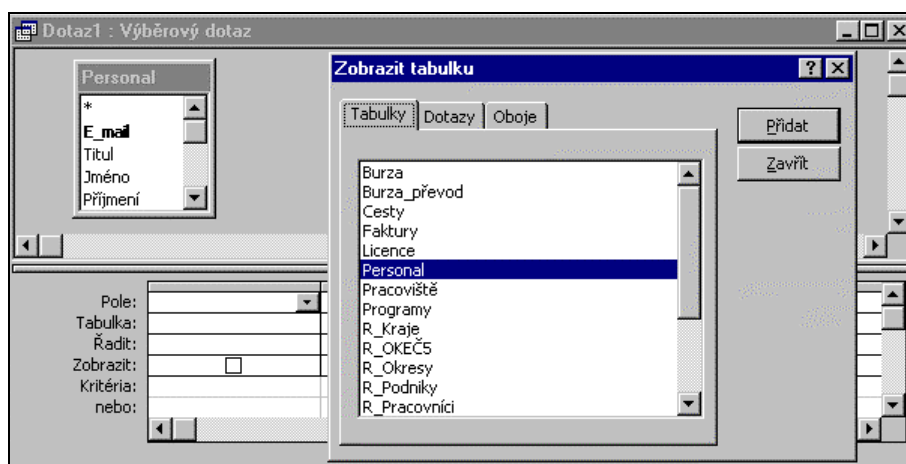 Dotaz1 : Výběrový dotaz
Personal
*
E_mail
Titul
Jméno
Příjmení
Zobrazit tabulku
Tabulky
Dotazy
Oboje
Přidat
Zavřít
Burza
Burza_převod
Cesty
Faktury
Licence
Personal
Pracoviště
Programy
R_Kraje
R_OKEČ5
R_Okresy
R_Podniky
R_Pracovníci
Pole:
Tabulka:
Řadit:
Zobrazit:
Kritéria:
nebo: